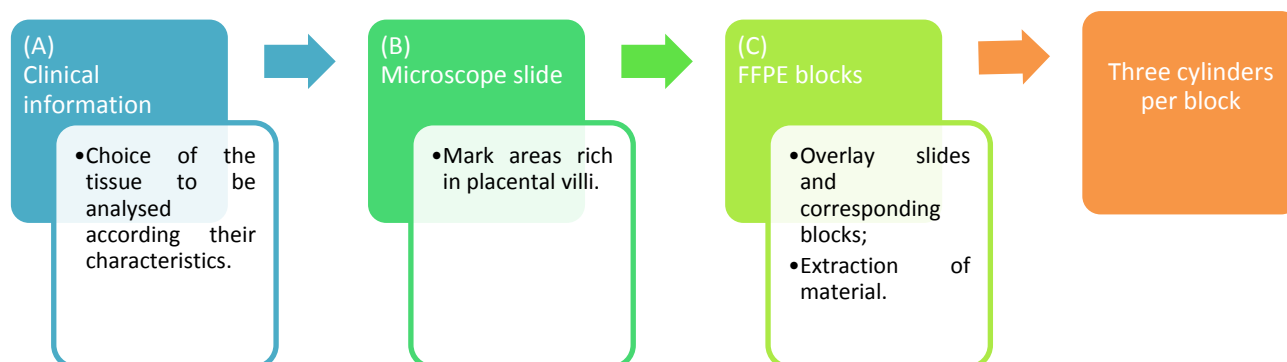 (A)
Clinical
information
•Choice of the
tissue to be
analysed
according their
characteristics.
(B)
Microscope slide
•Mark areas rich
in placental villi.
(C)
FFPE blocks
•Overlay slides
and
corresponding
blocks;
•Extraction of
material.
Three cylinders
per block